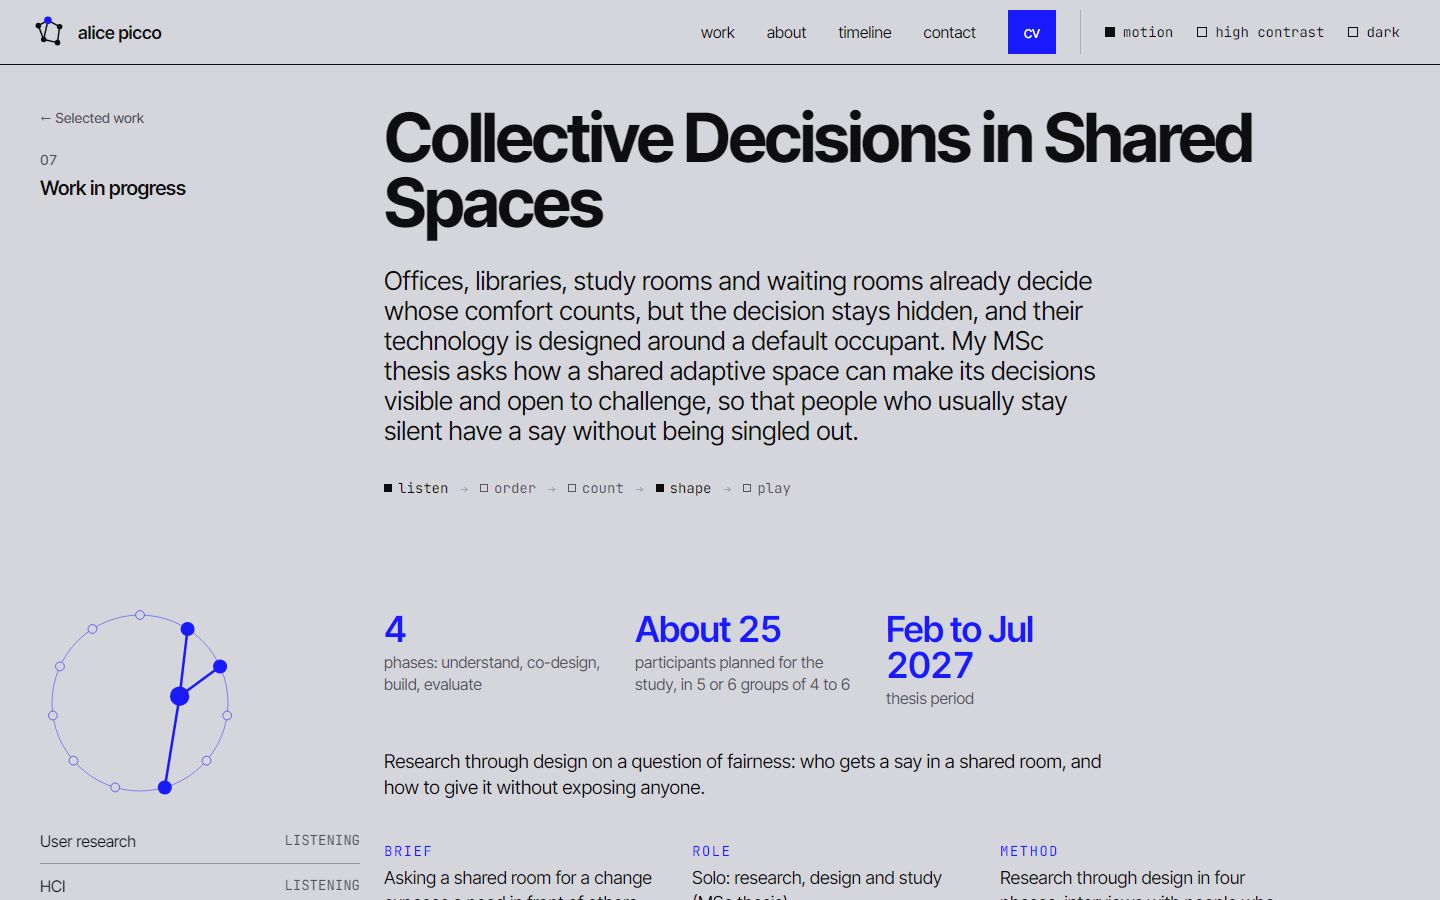 alice picco
work
about
timeline
contact
cv
motion
high contrast
dark
← Selected work
07
Work in progress
Collective Decisions in Shared
Spaces
Offices, libraries, study rooms and waiting rooms already decide
whose comfort counts, but the decision stays hidden, and their
technology is designed around a default occupant. My MSc
thesis asks how a shared adaptive space can make its decisions
visible and open to challenge, so that people who usually stay
silent have a say without being singled out.
listen → order → count → shape → play
4
phases: understand, co-design,
build, evaluate
About 25
participants planned for the
study, in 5 or 6 groups of 4 to 6
Feb to Jul
2027
thesis period
Research through design on a question of fairness: who gets a say in a shared room, and
how to give it without exposing anyone.
User research LISTENING
HCI LISTENING
BRIEF
Asking a shared room for a change
ROLE
Solo: research, design and study
(MSc thesis)
METHOD
Research through design in four